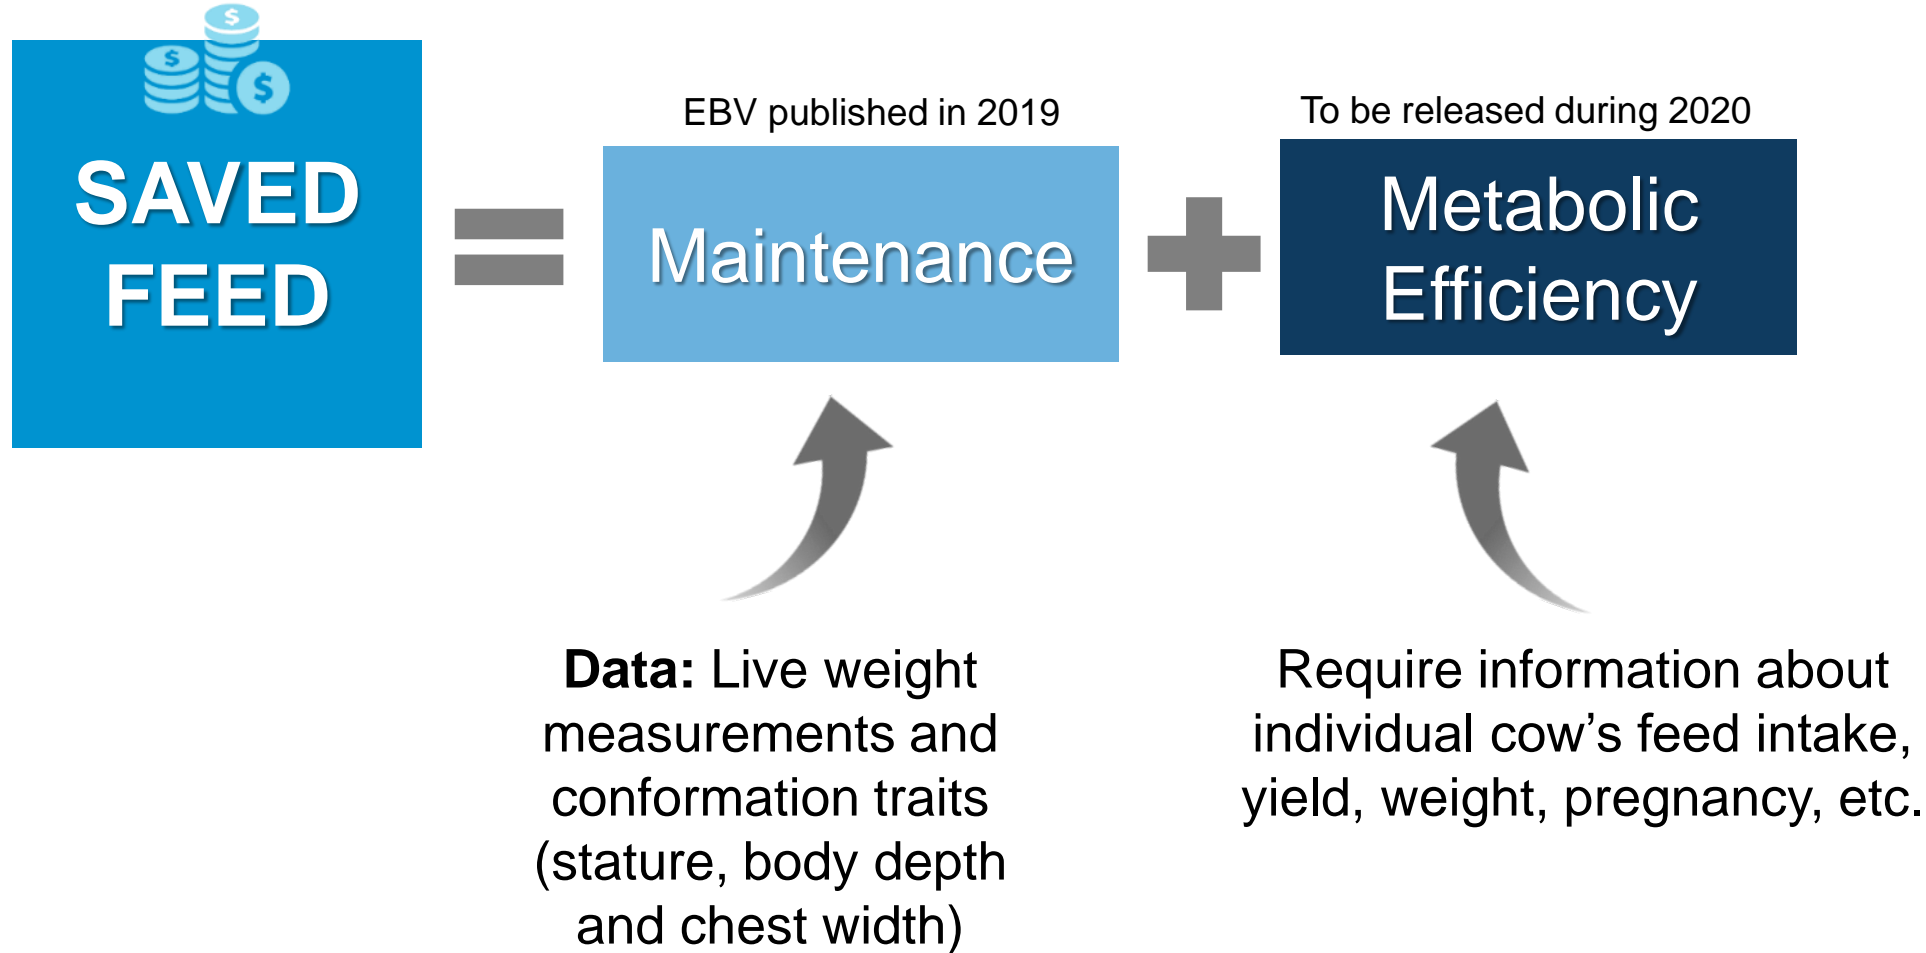 $
$
$
SAVED
FEED
EBV published in 2019
Maintenance
To be released during 2020
Metabolic
Efficiency
Data: Live weight
measurements and
conformation traits
(stature, body depth
and chest width)
Require information about
individual cow’s feed intake,
yield, weight, pregnancy, etc.